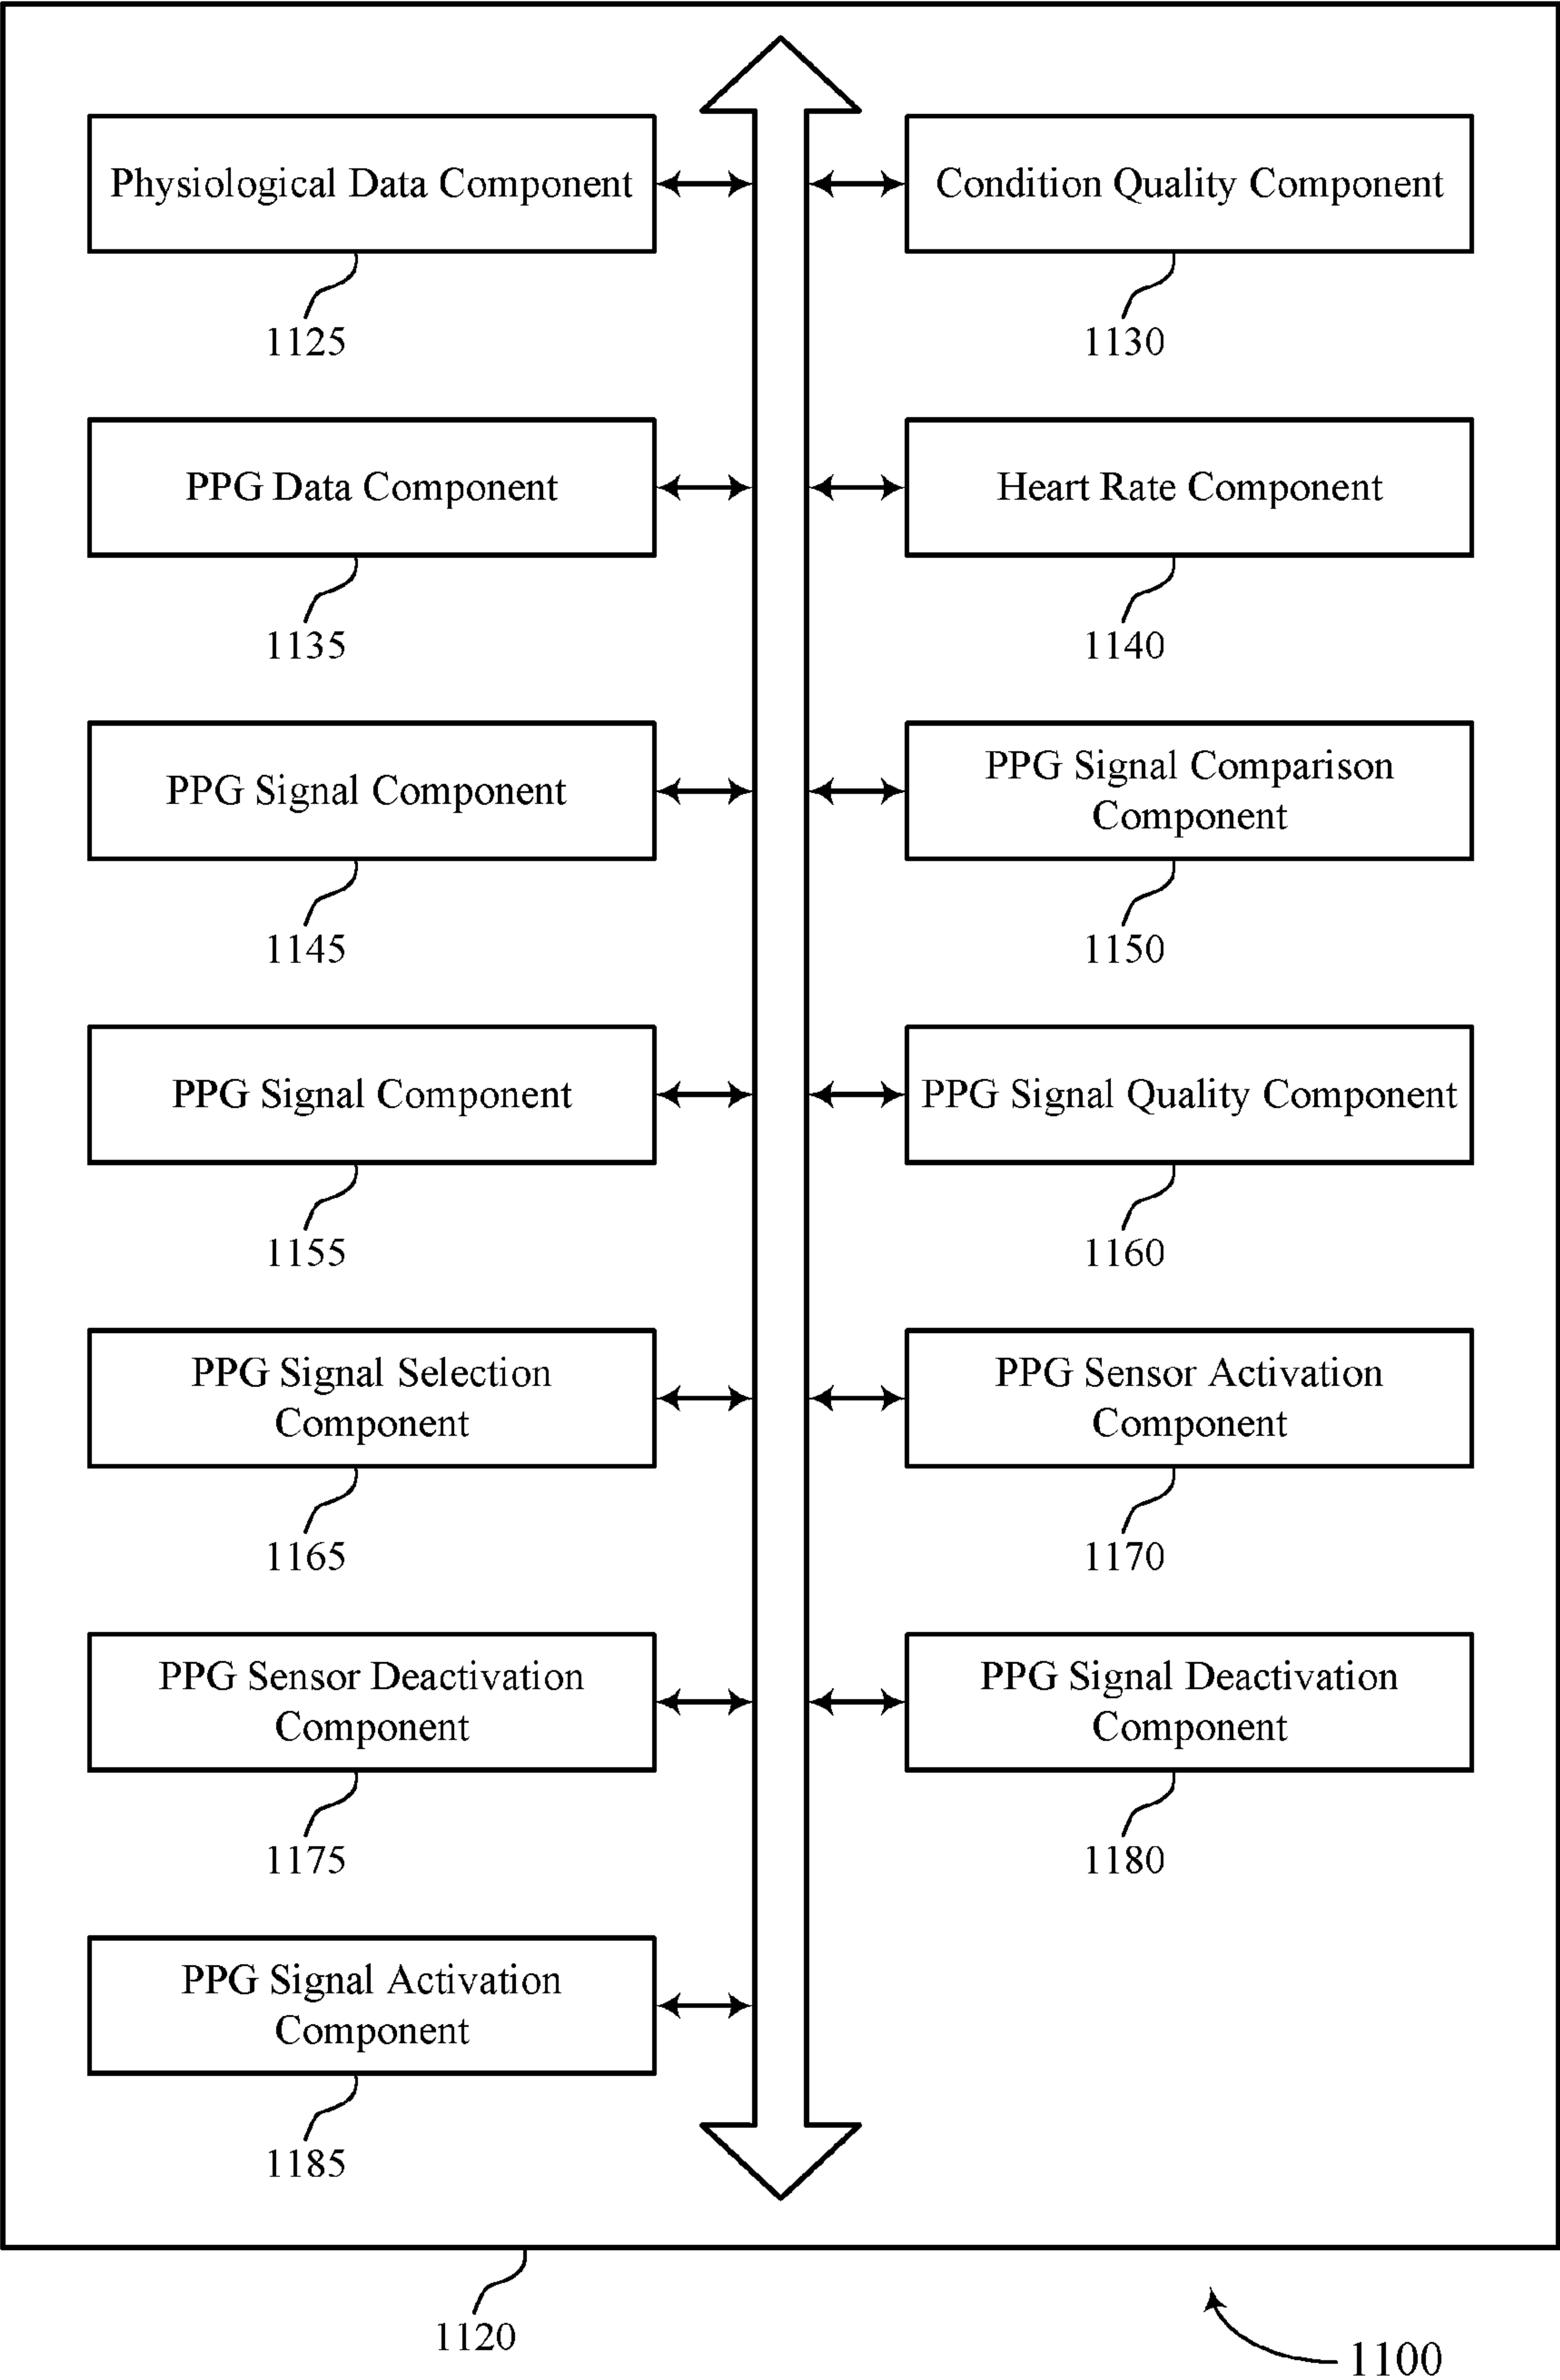 Physiological Data Component
1125
Condition Quality Component
1130
PPG Data Component
1135
Heart Rate Component
1140
PPG Signal Component
1145
PPG Signal Comparison
Component
1150
PPG Signal Component
1155
PPG Signal Quality Component
1160
PPG Signal Selection
Component
1165
PPG Sensor Activation
Component
1170
PPG Sensor Deactivation
Component
1175
PPG Signal Deactivation
Component
1180
PPG Signal Activation
Component
1185
1120
1100